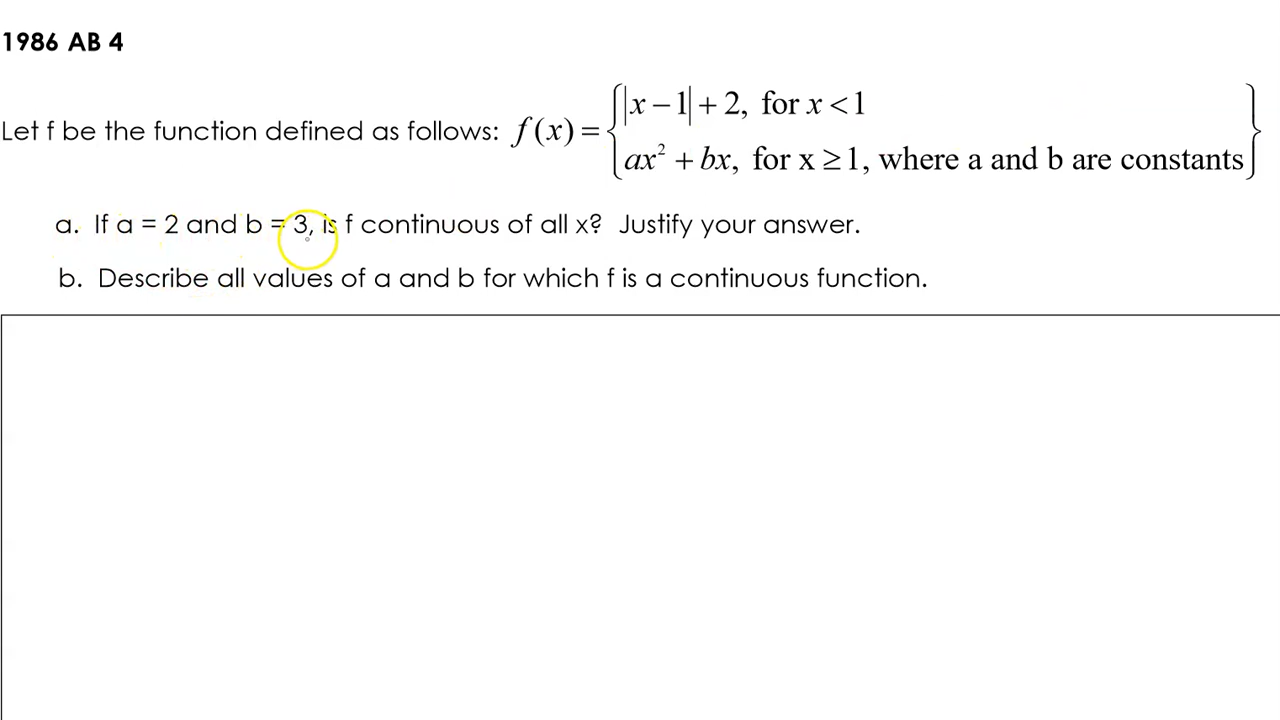 1986 AB 4
Let f be the function defined as follows: f(x) = { |x − 1| + 2, for x < 1
ax² + bx, for x ≥ 1, where a and b are constants }
a. If a = 2 and b = 3, is f continuous of all x? Justify your answer.
b. Describe all values of a and b for which f is a continuous function.